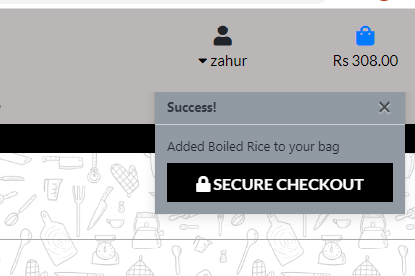 zahur
Rs 308.00
Success!
Added Boiled Rice to your bag
SECURE CHECKOUT